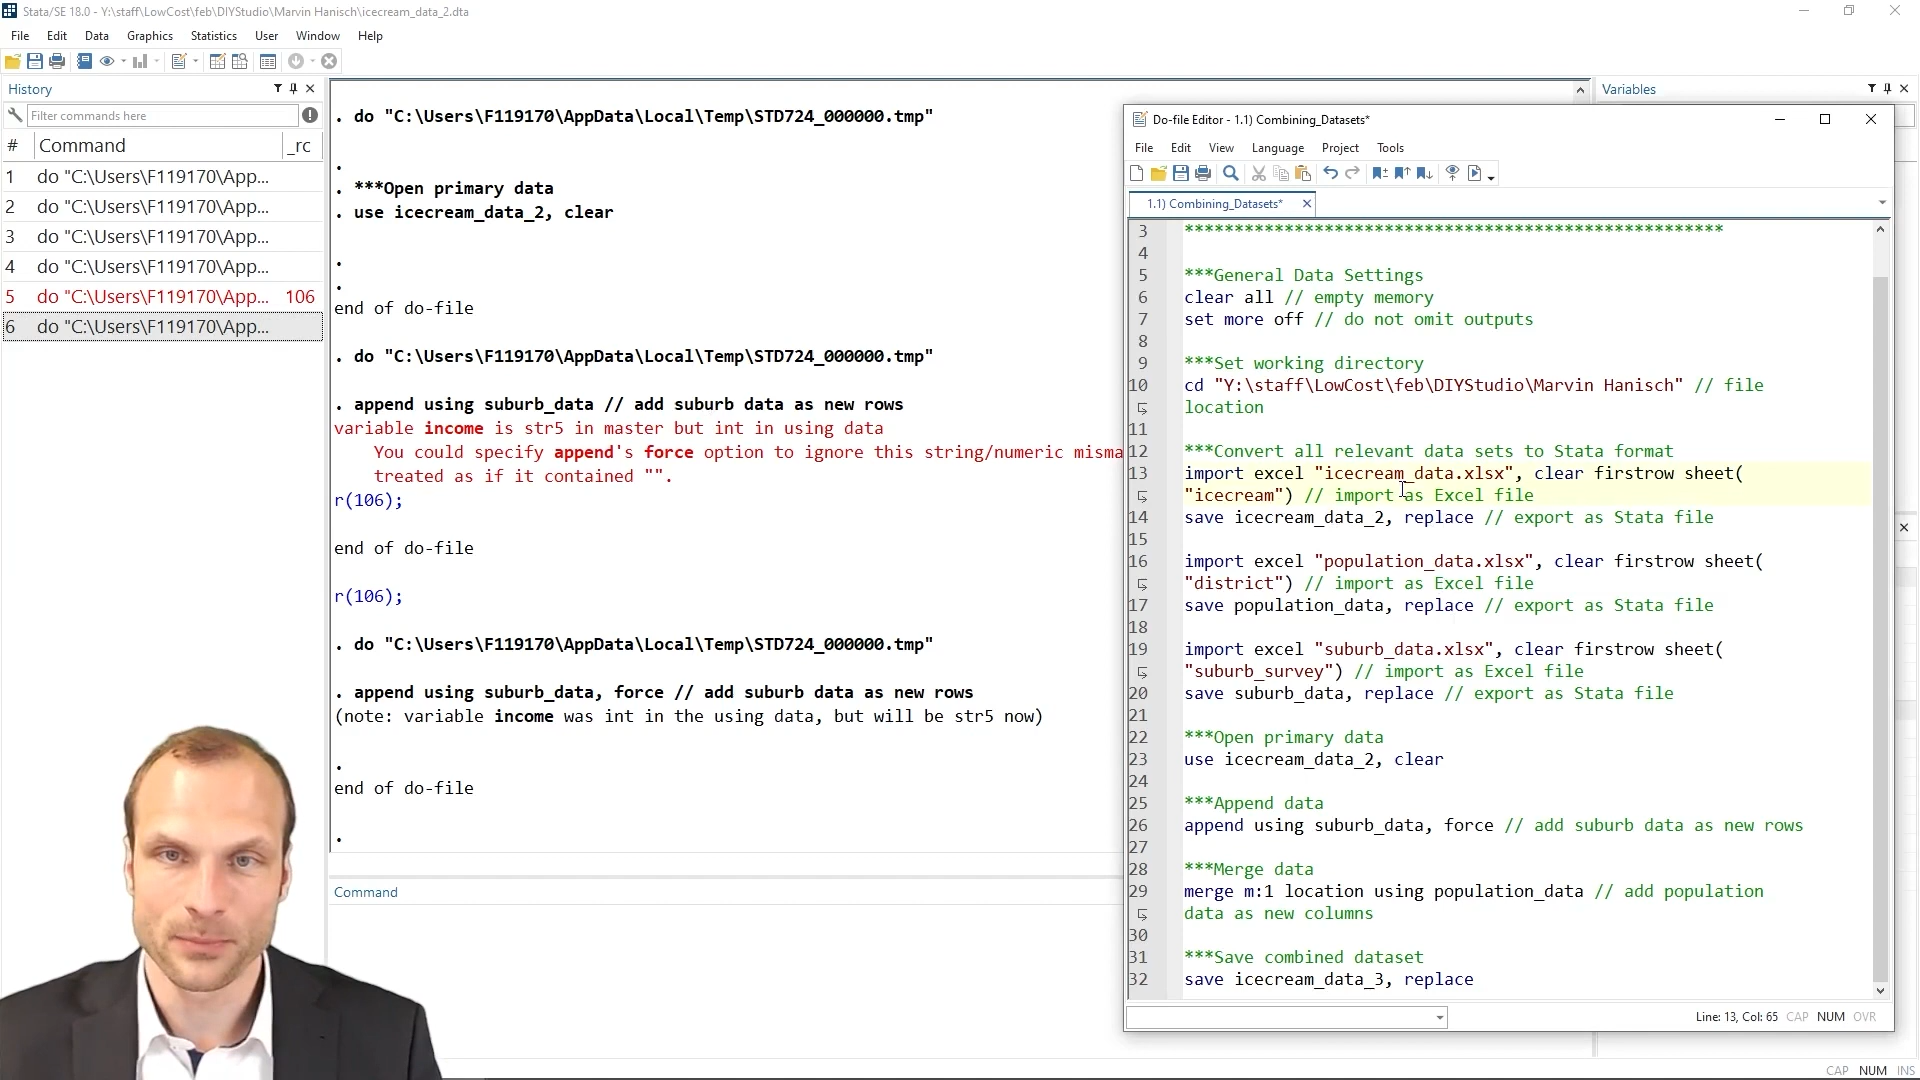 Stata/SE 18.0 - Y:\staff\LowCost\feb\DIYStudio\Marvin Hanisch\icecream_data_2.dta
File Edit Data Graphics Statistics User Window Help
History
Filter commands here
# Command _rc
1 do "C:\Users\F119170\App...
2 do "C:\Users\F119170\App...
3 do "C:\Users\F119170\App...
4 do "C:\Users\F119170\App...
5 do "C:\Users\F119170\App... 106
6 do "C:\Users\F119170\App...
. do "C:\Users\F119170\AppData\Local\Temp\STD724_000000.tmp"
.
. ***Open primary data
. use icecream_data_2, clear
.
.
end of do-file
. do "C:\Users\F119170\AppData\Local\Temp\STD724_000000.tmp"
. append using suburb_data // add suburb data as new rows
variable income is str5 in master but int in using data
You could specify append's force option to ignore this string/numeric misma
treated as if it contained "".
r(106);
end of do-file
r(106);
. do "C:\Users\F119170\AppData\Local\Temp\STD724_000000.tmp"
. append using suburb_data, force // add suburb data as new rows
(note: variable income was int in the using data, but will be str5 now)
.
end of do-file
.
Command
Variables
Do-file Editor - 1.1) Combining_Datasets*
File Edit View Language Project Tools
1.1) Combining_Datasets*
3 ******************************************************
4
5 ***General Data Settings
6 clear all // empty memory
7 set more off // do not omit outputs
8
9 ***Set working directory
10 cd "Y:\staff\LowCost\feb\DIYStudio\Marvin Hanisch" // file
location
11
12 ***Convert all relevant data sets to Stata format
13 import excel "icecream_data.xlsx", clear firstrow sheet(
"icecream") // import as Excel file
14 save icecream_data_2, replace // export as Stata file
15
16 import excel "population_data.xlsx", clear firstrow sheet(
"district") // import as Excel file
17 save population_data, replace // export as Stata file
18
19 import excel "suburb_data.xlsx", clear firstrow sheet(
"suburb_survey") // import as Excel file
20 save suburb_data, replace // export as Stata file
21
22 ***Open primary data
23 use icecream_data_2, clear
24
25 ***Append data
26 append using suburb_data, force // add suburb data as new rows
27
28 ***Merge data
29 merge m:1 location using population_data // add population
data as new columns
30
31 ***Save combined dataset
32 save icecream_data_3, replace
Line: 13, Col: 65 CAP NUM OVR
CAP NUM INS